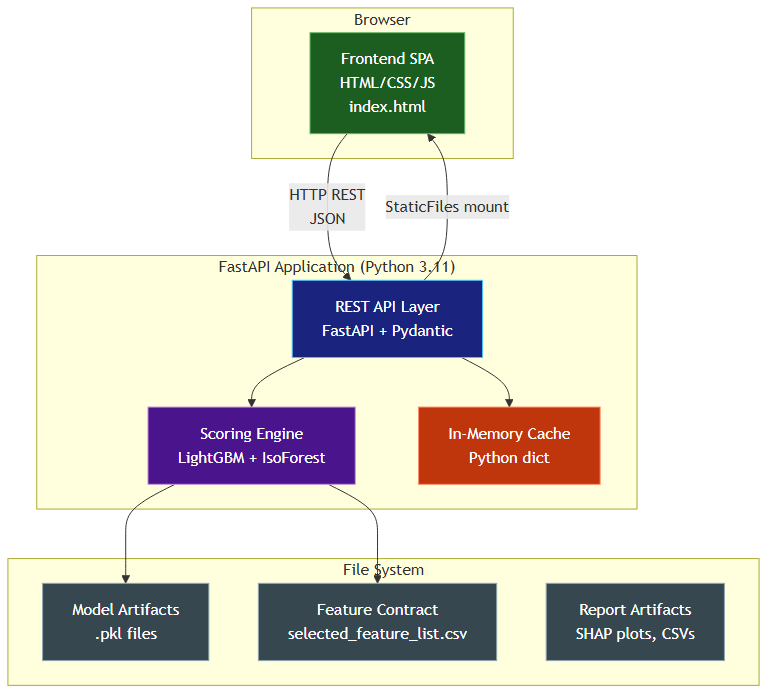 Browser
Frontend SPA
HTML/CSS/JS
index.html
HTTP REST
JSON
StaticFiles mount
FastAPI Application (Python 3.11)
REST API Layer
FastAPI + Pydantic
Scoring Engine
LightGBM + IsoForest
In-Memory Cache
Python dict
File System
Model Artifacts
.pkl files
Feature Contract
selected_feature_list.csv
Report Artifacts
SHAP plots, CSVs